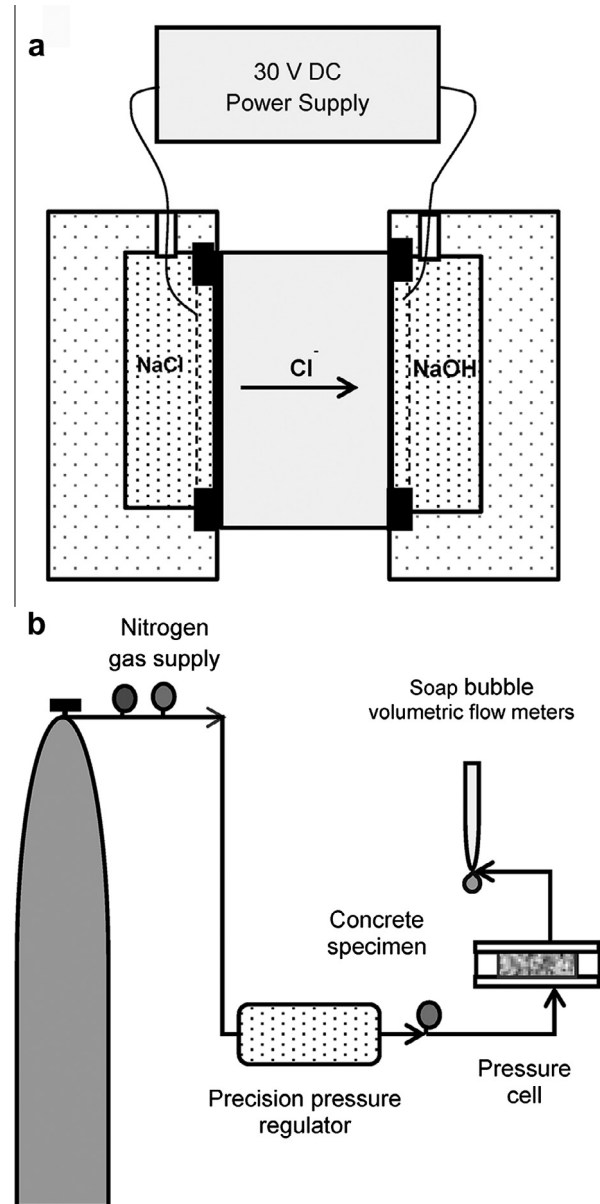 a
30 V DC
Power Supply
NaCl
Cl⁻
NaOH
b
Nitrogen
gas supply
Soap bubble
volumetric flow meters
Concrete
specimen
Precision pressure
regulator
Pressure
cell